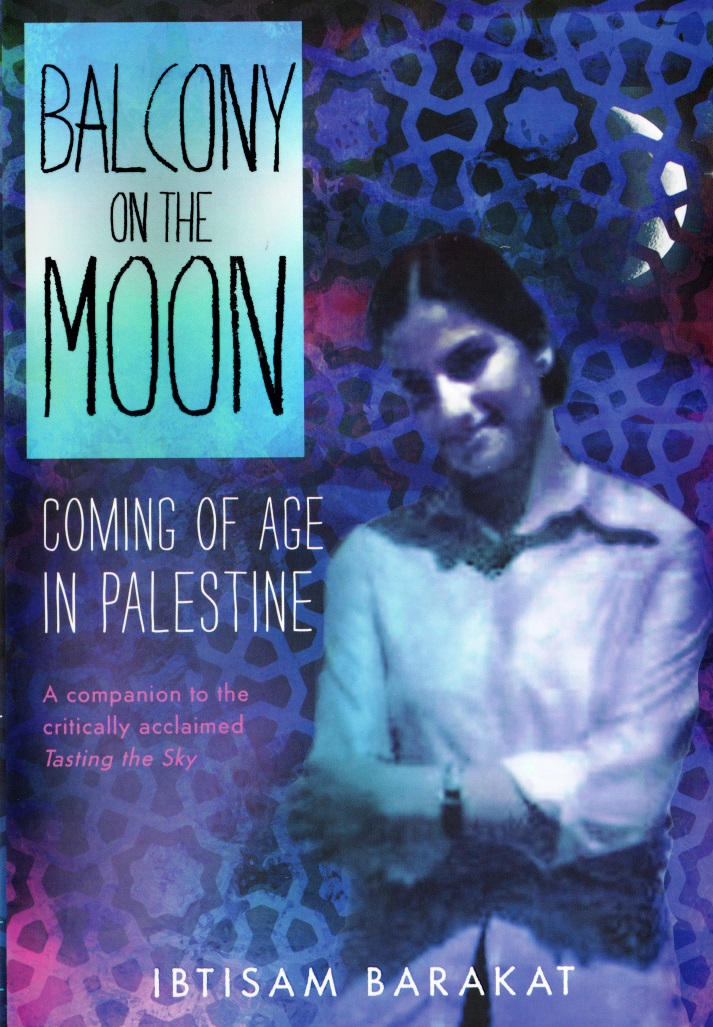 BALCONY
ON THE
MOON
COMING OF AGE
IN PALESTINE
A companion to the
critically acclaimed
Tasting the Sky
IBTISAM BARAKAT